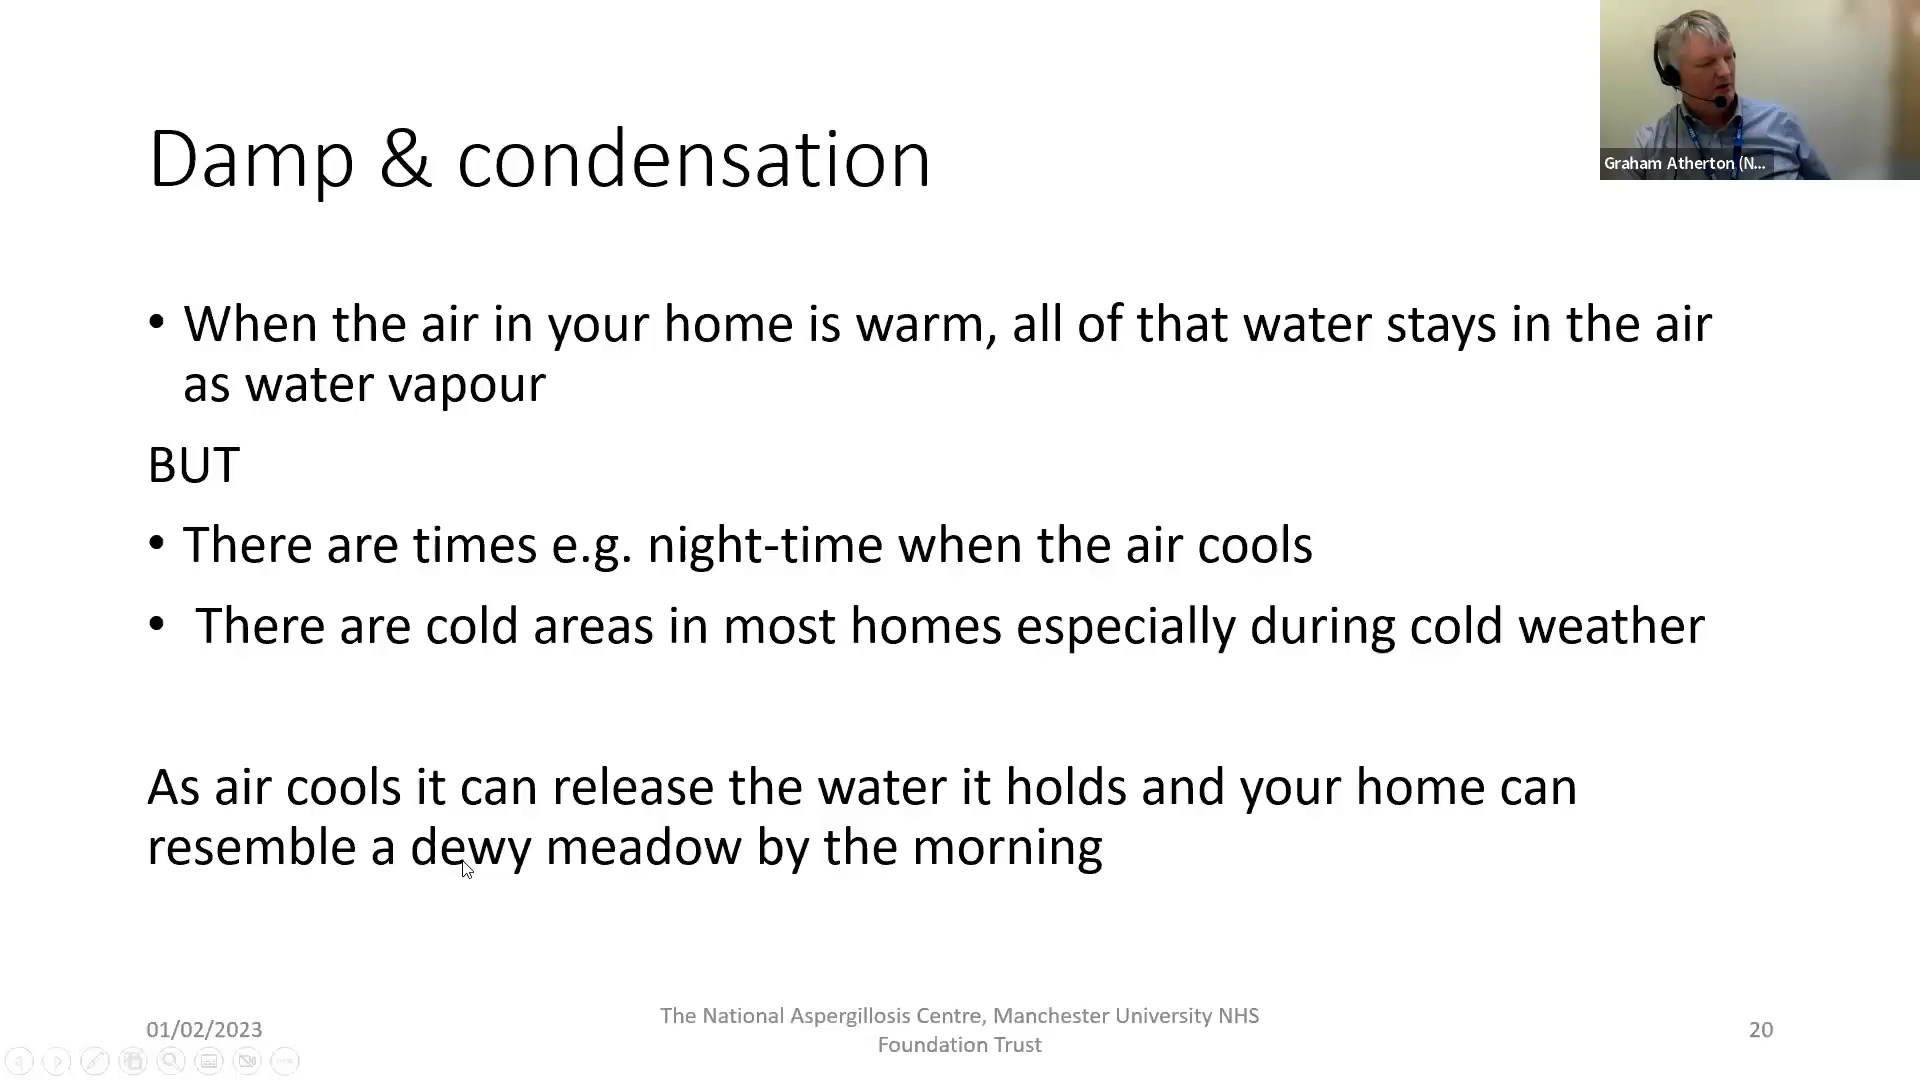 Graham Atherton (N...
Damp & condensation
• When the air in your home is warm, all of that water stays in the air
as water vapour
BUT
• There are times e.g. night-time when the air cools
• There are cold areas in most homes especially during cold weather
As air cools it can release the water it holds and your home can
resemble a dewy meadow by the morning
01/02/2023
The National Aspergillosis Centre, Manchester University NHS
Foundation Trust
20